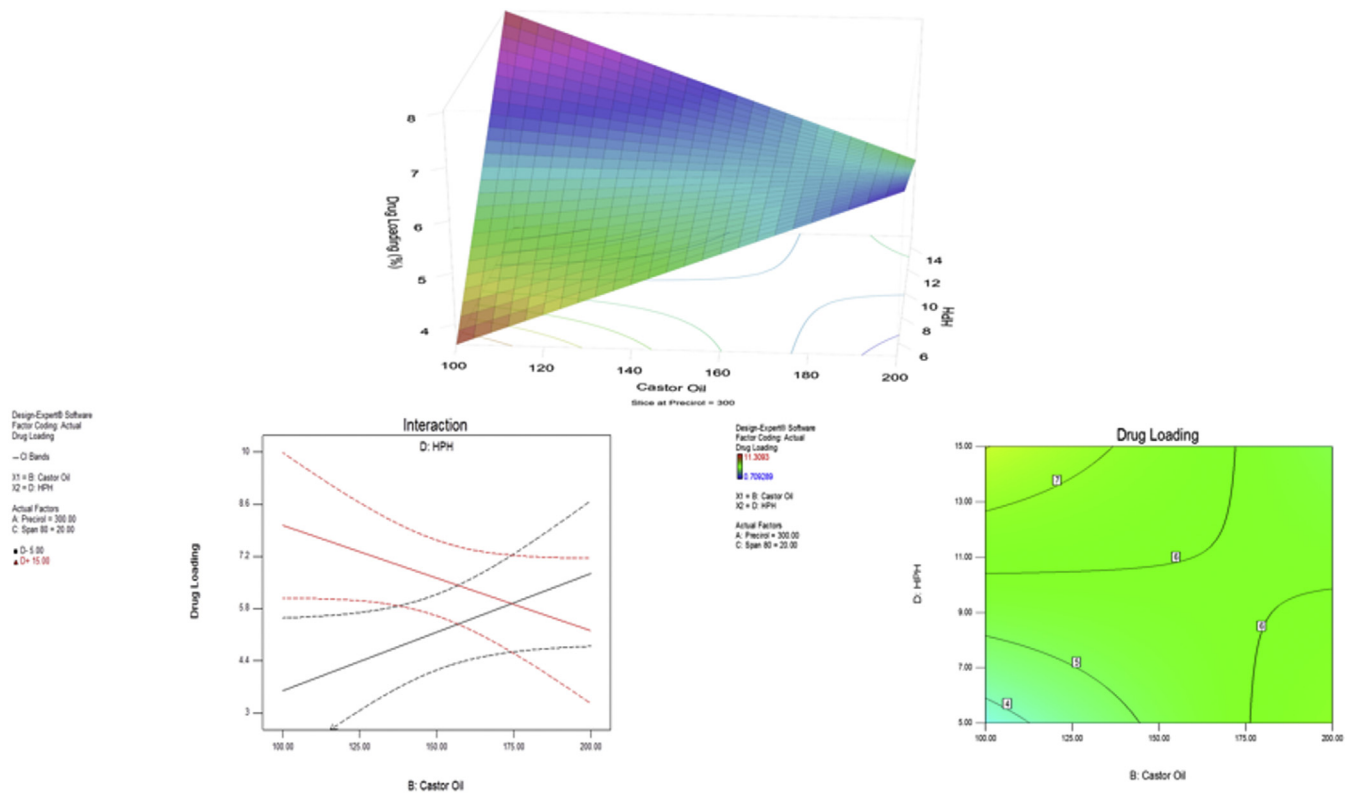 8
7
6
5
4
Drug Loading (%)
100
120
140
160
180
200
Castor Oil
14
12
10
8
6
HPH
Slice at Precirol = 300
Design-Expert® Software
Factor Coding: Actual
Drug Loading
CI Bands
X1 = B: Castor Oil
X2 = D: HPH
Actual Factors
A: Precirol = 300.00
C: Span 80 = 20.00
D- 5.00
D+ 15.00
Interaction
D: HPH
10
8.6
7.2
5.8
4.4
3
Drug Loading
100.00
125.00
150.00
175.00
200.00
B: Castor Oil
Design-Expert® Software
Factor Coding: Actual
Drug Loading
11.3093
0.709289
X1 = B: Castor Oil
X2 = D: HPH
Actual Factors
A: Precirol = 300.00
C: Span 80 = 20.00
Drug Loading
15.00
13.00
11.00
9.00
7.00
5.00
D: HPH
7
6
6
5
4
100.00
125.00
150.00
175.00
200.00
B: Castor Oil